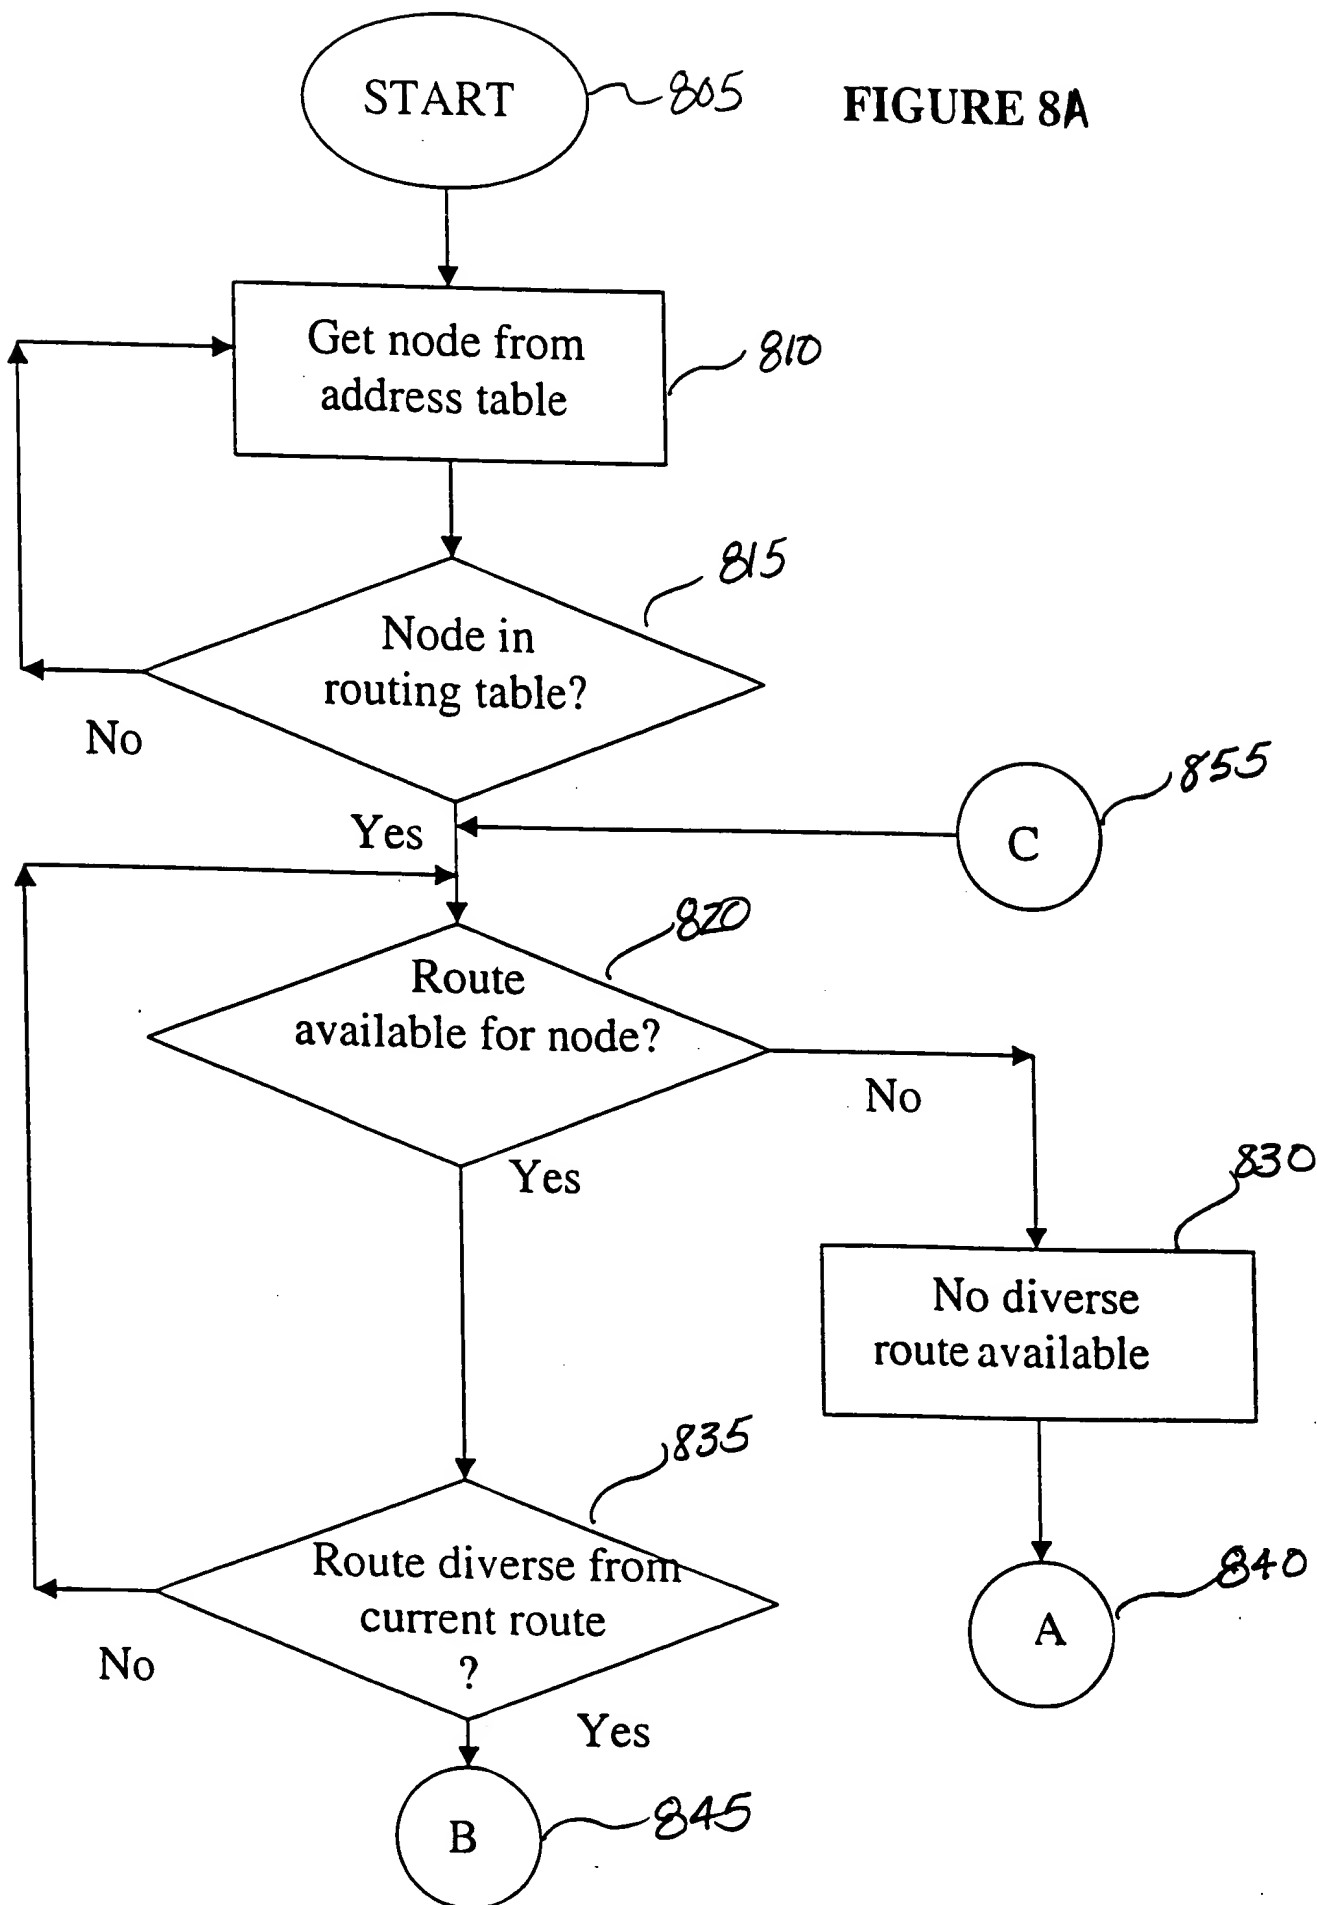 START
805
FIGURE 8A
Get node from
address table
810
815
Node in
routing table?
No
855
Yes
C
820
Route
available for node?
No
Yes
830
No diverse
route available
835
Route diverse from
current route
?
840
A
No
Yes
845
B